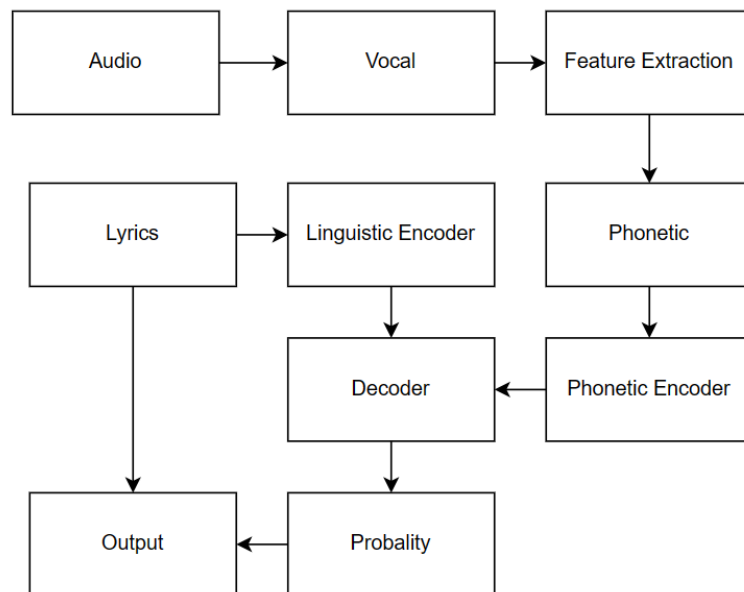 Audio
Vocal
Feature Extraction
Lyrics
Linguistic Encoder
Phonetic
Decoder
Phonetic Encoder
Output
Probality